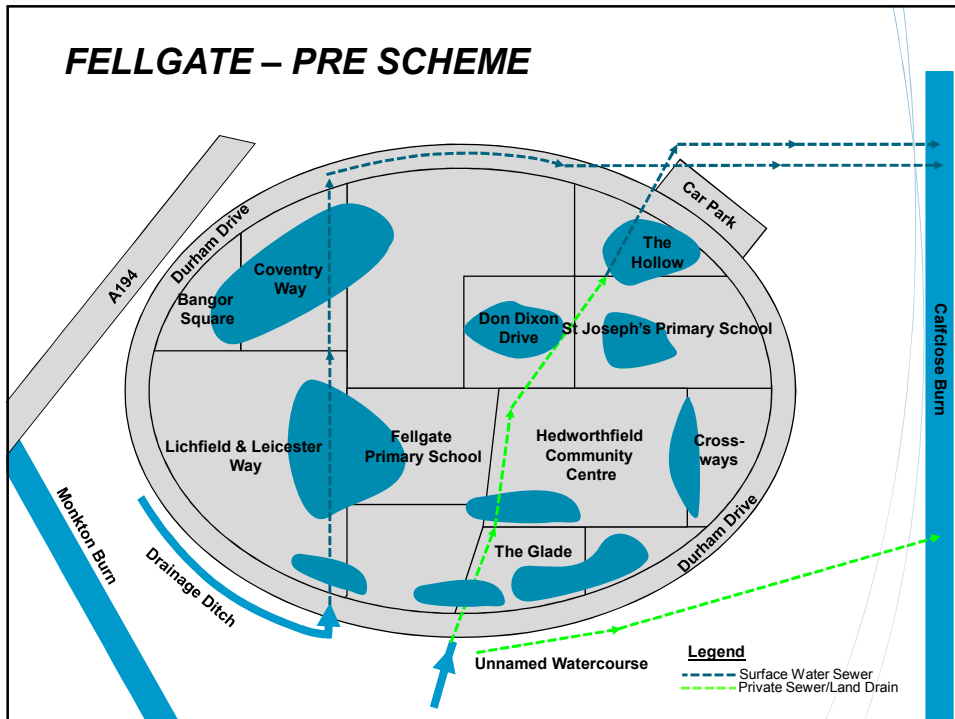 FELLGATE – PRE SCHEME
A194
Durham Drive
Car Park
The
Hollow
Coventry
Way
Bangor
Square
Don Dixon
Drive
St Joseph's Primary School
Calfclose Burn
Lichfield & Leicester
Way
Fellgate
Primary School
Hedworthfield
Community
Centre
Cross-
ways
Monkton Burn
Drainage Ditch
The Glade
Durham Drive
Unnamed Watercourse
Legend
Surface Water Sewer
Private Sewer/Land Drain